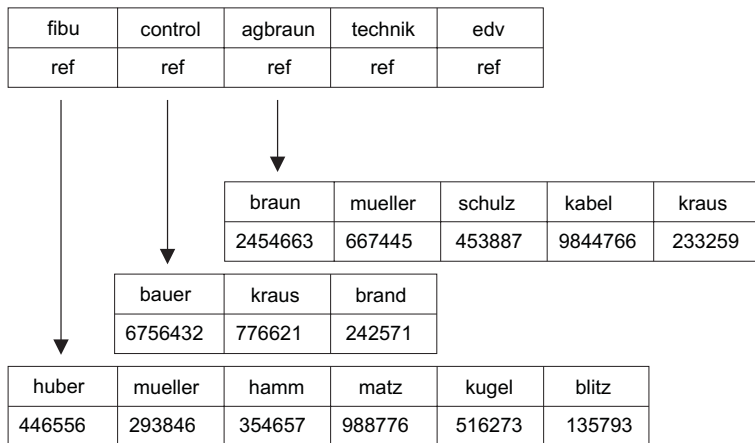 fibu control agbraun technik edv
ref ref ref ref ref
braun mueller schulz kabel kraus
2454663 667445 453887 9844766 233259
bauer kraus brand
6756432 776621 242571
huber mueller hamm matz kugel blitz
446556 293846 354657 988776 516273 135793